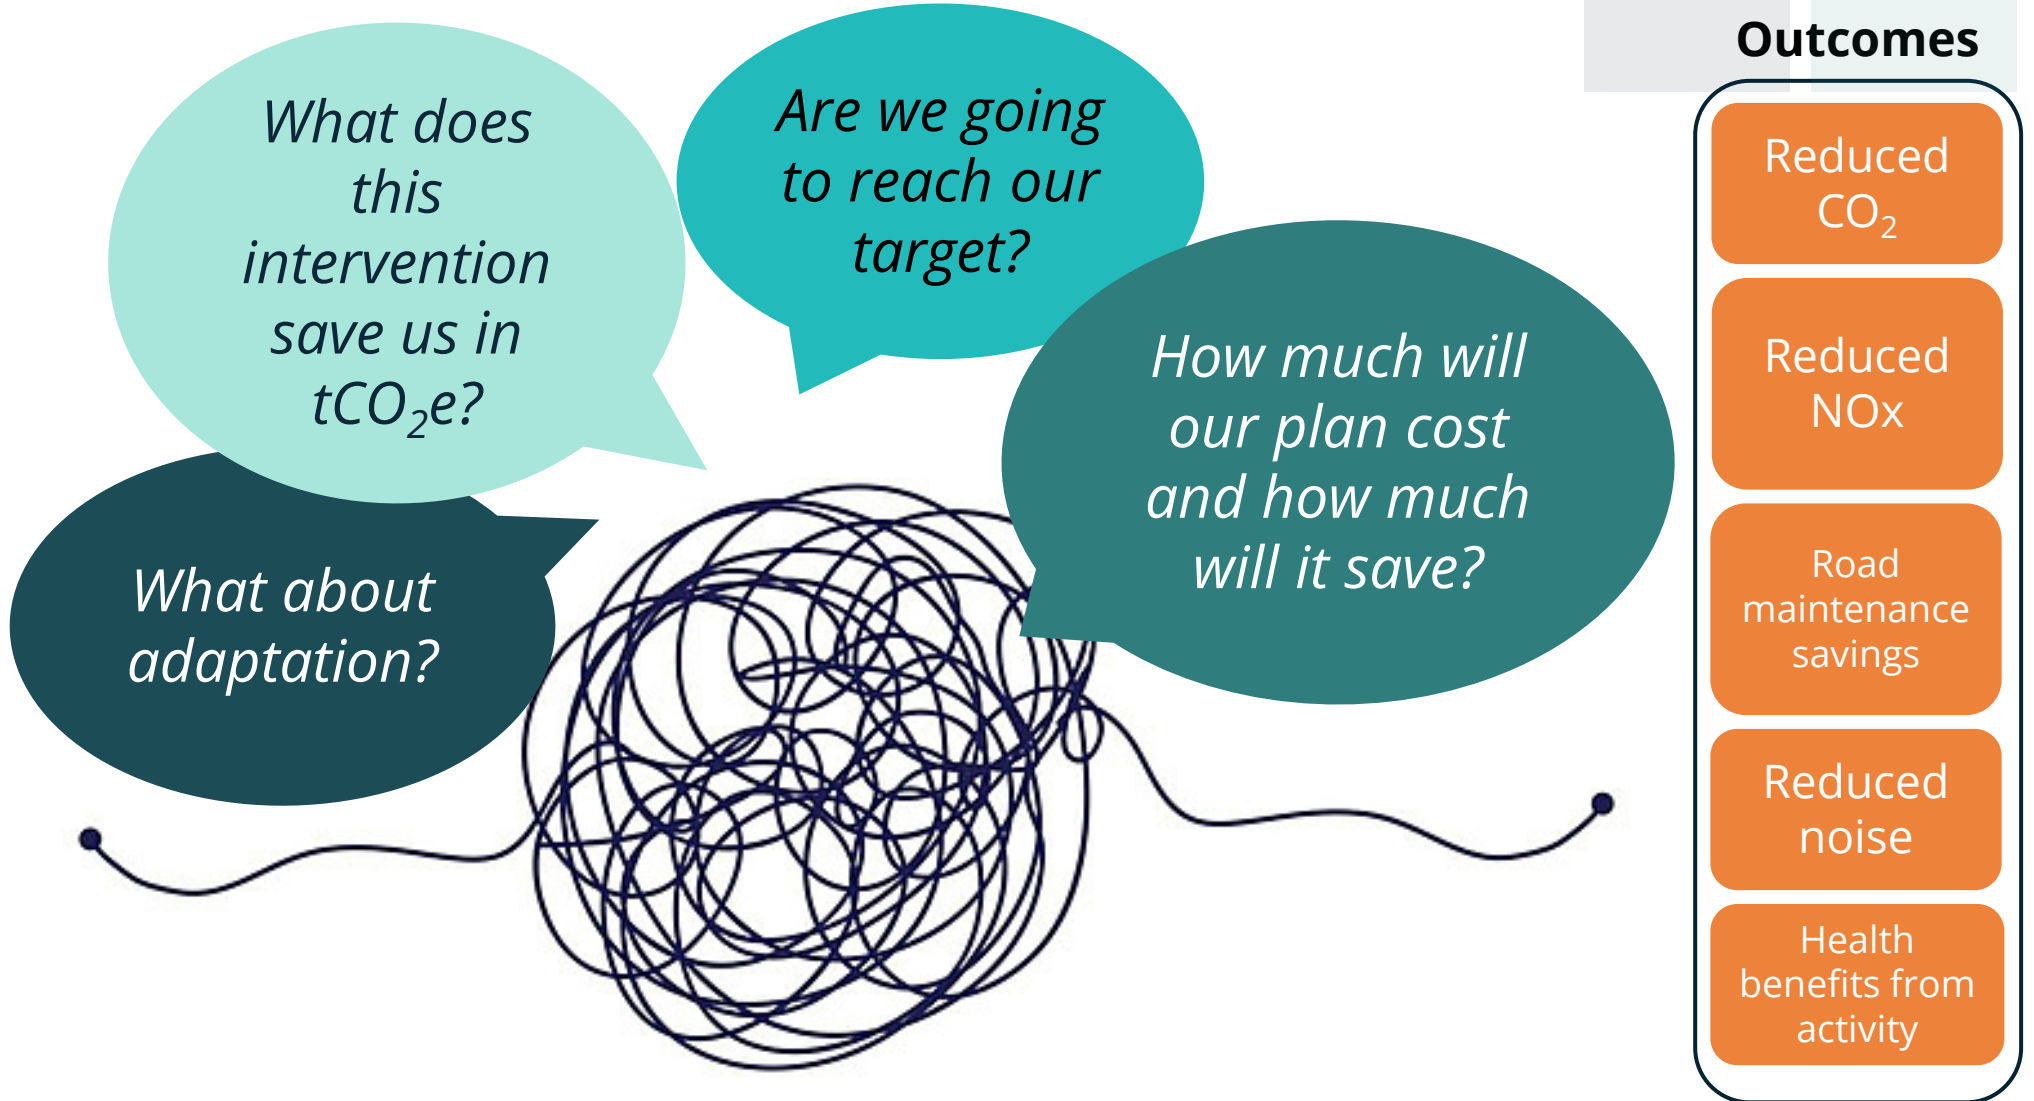 What does
this
intervention
save us in
tCO₂e?
Are we going
to reach our
target?
How much will
our plan cost
and how much
will it save?
What about
adaptation?
Outcomes
Reduced
CO₂
Reduced
NOx
Road
maintenance
savings
Reduced
noise
Health
benefits from
activity